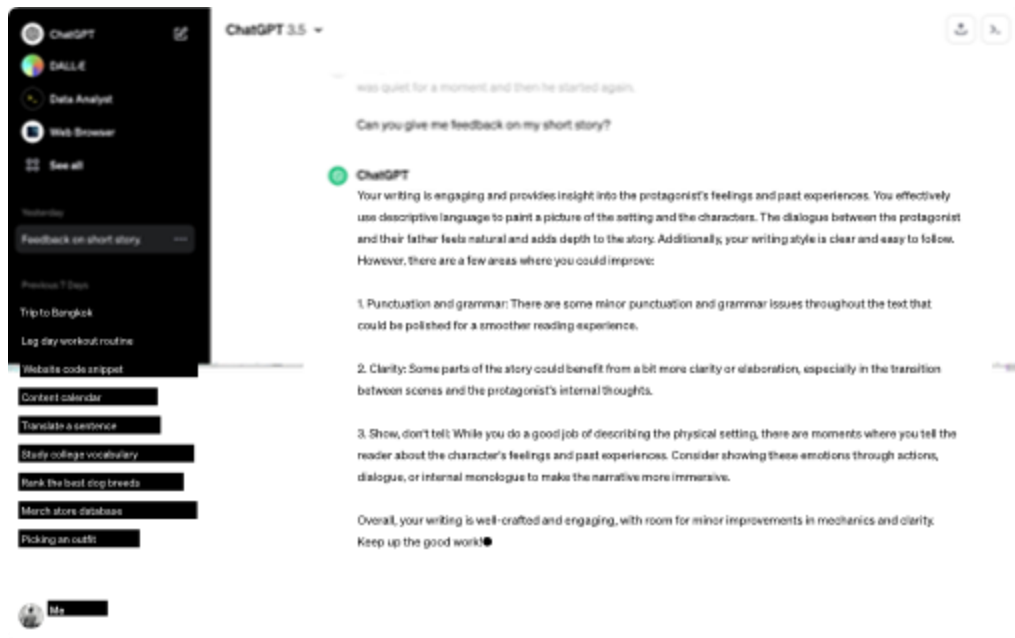 ChatGPT
DALL·E
Data Analyst
Web Browser
See all
Yesterday
Feedback on short story.
Previous 7 Days
Trip to Bangkok
Leg day workout routine
Website code snippet
Content calendar
Translate a sentence
Study college vocabulary
Rank the best dog breeds
Merch store database
Picking an outfit
Me
ChatGPT 3.5
was quiet for a moment and then he started again.
Can you give me feedback on my short story?
ChatGPT
Your writing is engaging and provides insight into the protagonist's feelings and past experiences. You effectively
use descriptive language to paint a picture of the setting and the characters. The dialogue between the protagonist
and their father feels natural and adds depth to the story. Additionally, your writing style is clear and easy to follow.
However, there are a few areas where you could improve:
1. Punctuation and grammar: There are some minor punctuation and grammar issues throughout the text that
could be polished for a smoother reading experience.
2. Clarity: Some parts of the story could benefit from a bit more clarity or elaboration, especially in the transition
between scenes and the protagonist's internal thoughts.
3. Show, don't tell: While you do a good job of describing the physical setting, there are moments where you tell the
reader about the character's feelings and past experiences. Consider showing these emotions through actions,
dialogue, or internal monologue to make the narrative more immersive.
Overall, your writing is well-crafted and engaging, with room for minor improvements in mechanics and clarity.
Keep up the good work!